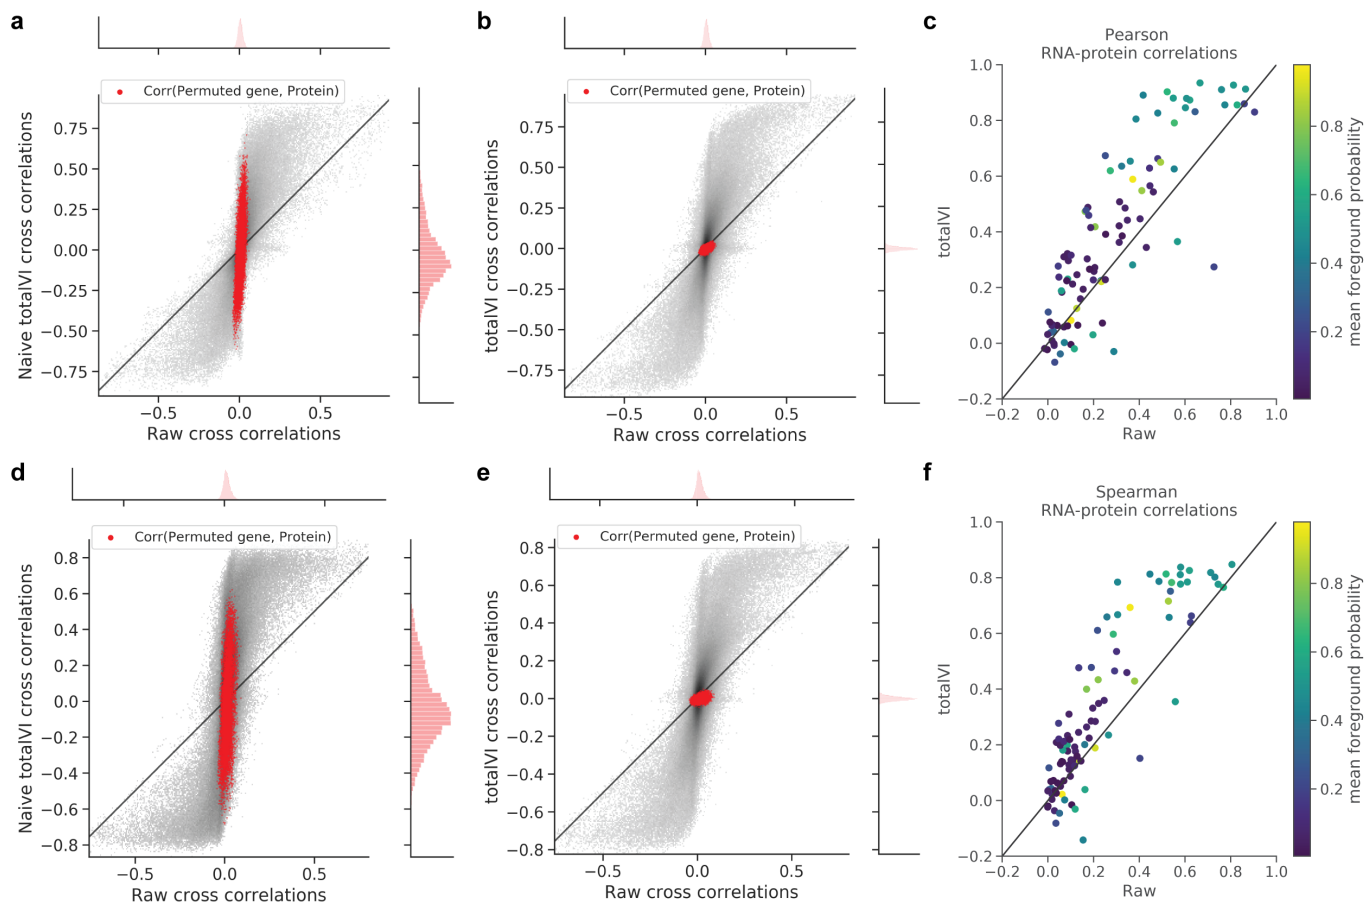 a
−0.5
0.0
0.5
Corr(Permuted gene, Protein)
0.75
0.50
0.25
0.00
−0.25
−0.50
−0.75
Naive totalVI cross correlations
−0.5
0.0
0.5
Raw cross correlations
b
Corr(Permuted gene, Protein)
0.75
0.50
0.25
0.00
−0.25
−0.50
−0.75
totalVI cross correlations
−0.5
0.0
0.5
Raw cross correlations
c
Pearson
RNA-protein correlations
1.0
0.8
0.6
0.4
0.2
0.0
−0.2
totalVI
−0.2
0.0
0.2
0.4
0.6
0.8
1.0
Raw
0.8
0.6
0.4
0.2
mean foreground probability
d
Corr(Permuted gene, Protein)
0.8
0.6
0.4
0.2
0.0
−0.2
−0.4
−0.6
−0.8
Naive totalVI cross correlations
−0.5
0.0
0.5
Raw cross correlations
e
Corr(Permuted gene, Protein)
0.8
0.6
0.4
0.2
0.0
−0.2
−0.4
−0.6
−0.8
totalVI cross correlations
−0.5
0.0
0.5
Raw cross correlations
f
Spearman
RNA-protein correlations
1.0
0.8
0.6
0.4
0.2
0.0
−0.2
totalVI
−0.2
0.0
0.2
0.4
0.6
0.8
1.0
Raw
0.8
0.6
0.4
0.2
mean foreground probability